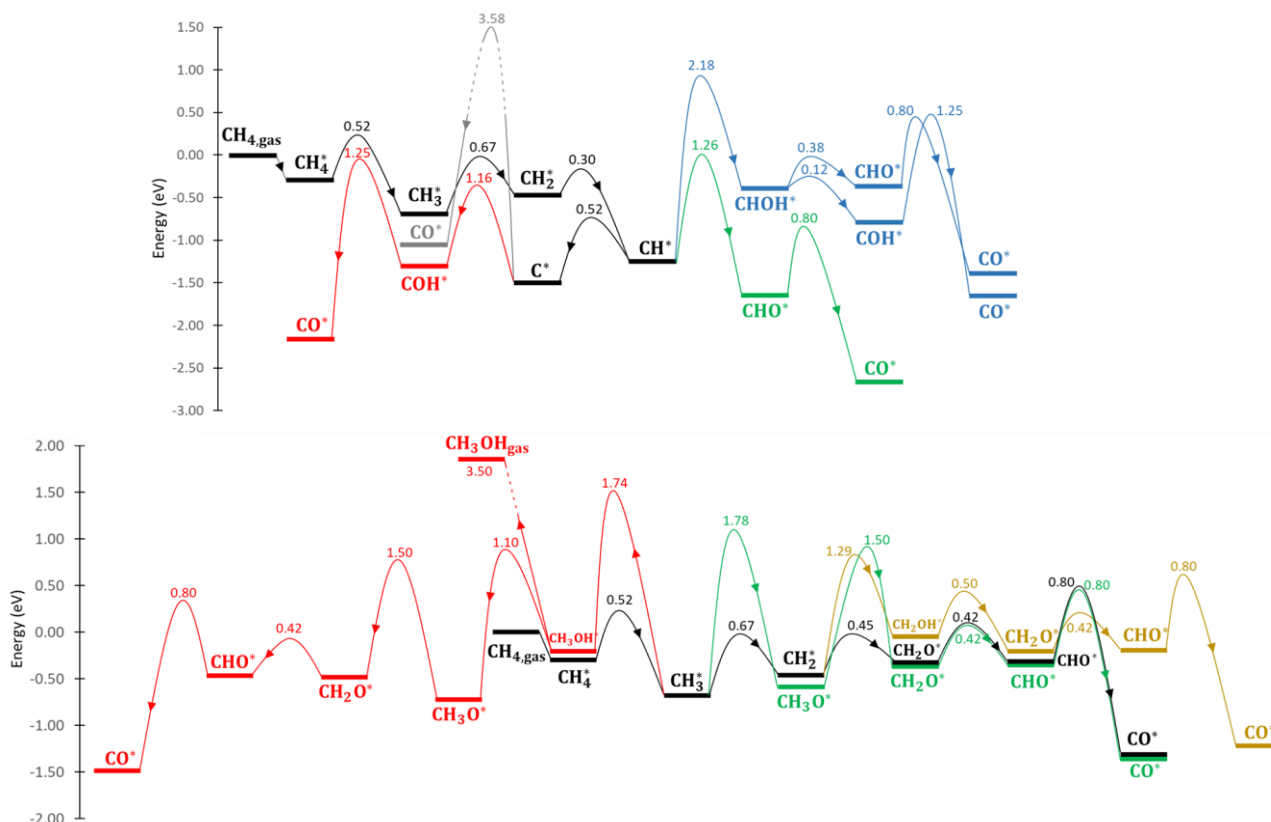 3.58
1.50
2.18
1.00
0.80
1.25
0.52
0.50
0.67
CH₄,gas
1.25
0.38
CHO*
0.00
0.30
1.26
CH₄*
1.16
CH₂*
0.12
Energy (eV)
-0.50
CH₃*
CHOH*
0.52
0.80
COH*
CO*
-1.00
CH*
CO*
COH*
C*
-1.50
CHO*
CO*
CO*
-2.00
-2.50
CO*
-3.00
2.00
CH₃OH gas
3.50
1.50
1.74
1.00
1.78
1.50
1.50
1.10
1.29
0.80
0.80
0.50
0.52
0.50
0.80
0.80
0.42
0.67
0.45
0.42
0.42
0.42
Energy (eV)
0.00
CH₃OH*
CH₂OH*
CH₂O*
CHO*
CH₄,gas
CH₂O*
CHO*
CHO*
CH₄*
CH₂*
-0.50
CH₂O*
CH₂O*
CHO*
CH₃*
CH₃O*
CH₃O*
-1.00
CO*
CO*
CO*
-1.50
CO*
-2.00